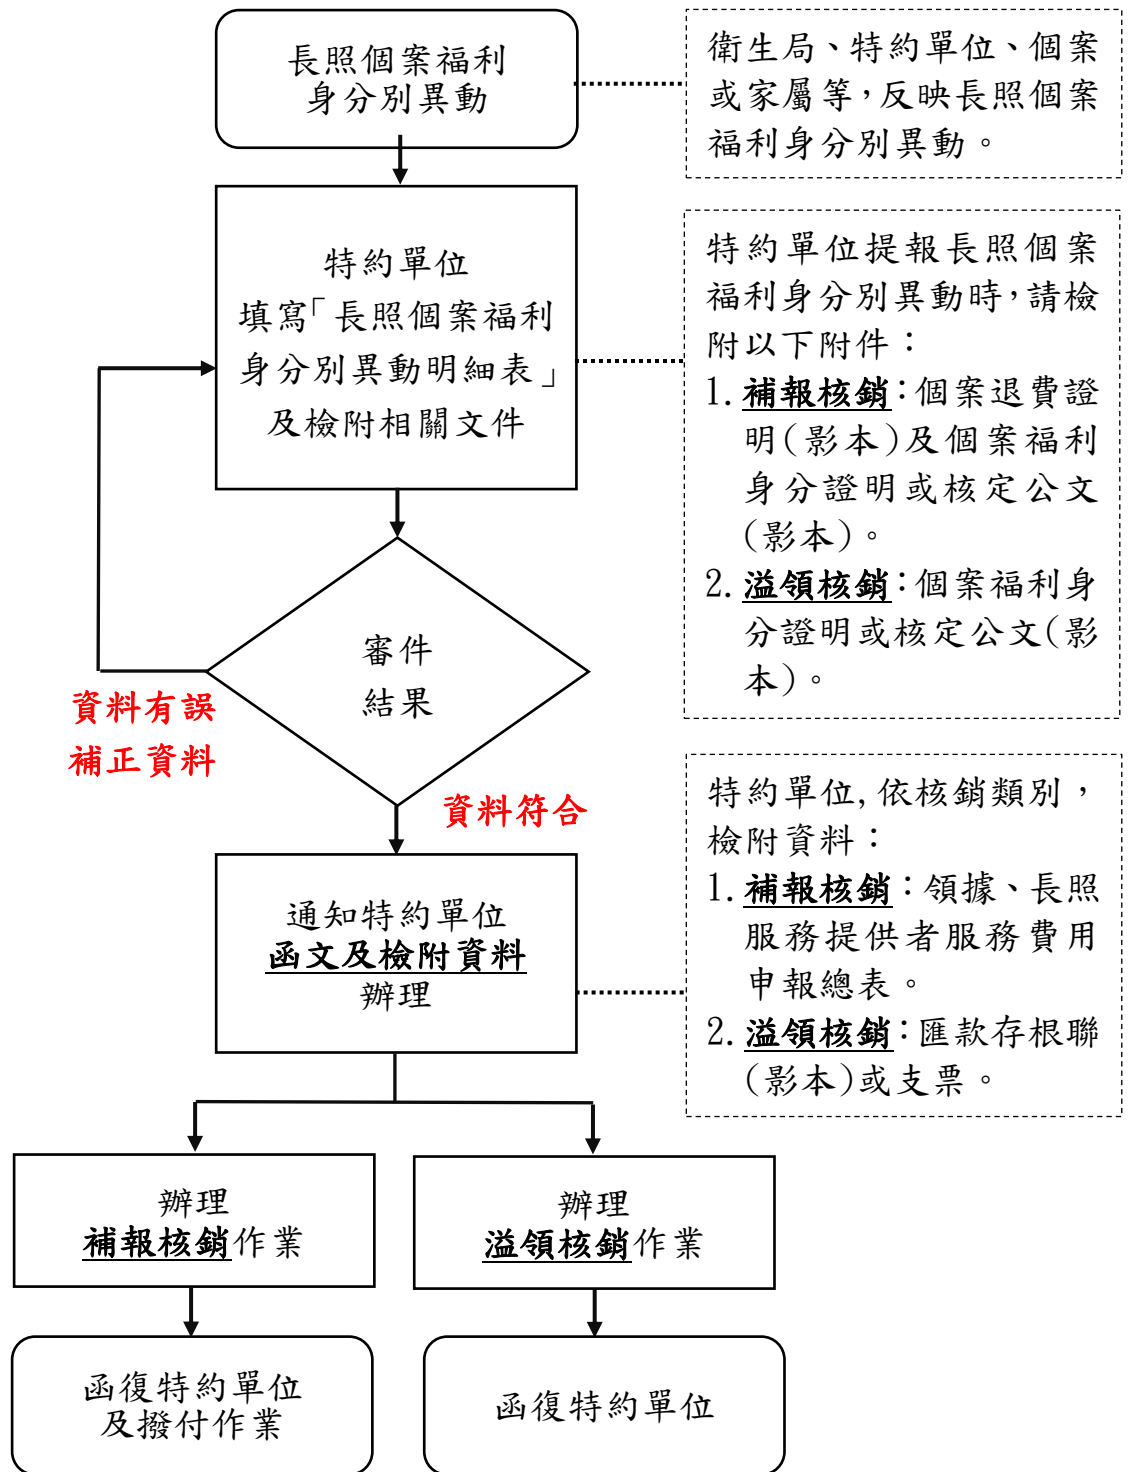 長照個案福利
身分別異動
衛生局、特約單位、個案
或家屬等,反映長照個案
福利身分別異動。
特約單位
填寫「長照個案福利
身分別異動明細表」
及檢附相關文件
特約單位提報長照個案
福利身分別異動時,請檢
附以下附件:
1. 補報核銷:個案退費證
明(影本)及個案福利
身分證明或核定公文
(影本)。
2. 溢領核銷:個案福利身
分證明或核定公文(影
本)。
審件
結果
資料有誤
補正資料
資料符合
通知特約單位
函文及檢附資料
辦理
特約單位,依核銷類別,
檢附資料:
1. 補報核銷:領據、長照
服務提供者服務費用
申報總表。
2. 溢領核銷:匯款存根聯
(影本)或支票。
辦理
補報核銷作業
辦理
溢領核銷作業
函復特約單位
及撥付作業
函復特約單位